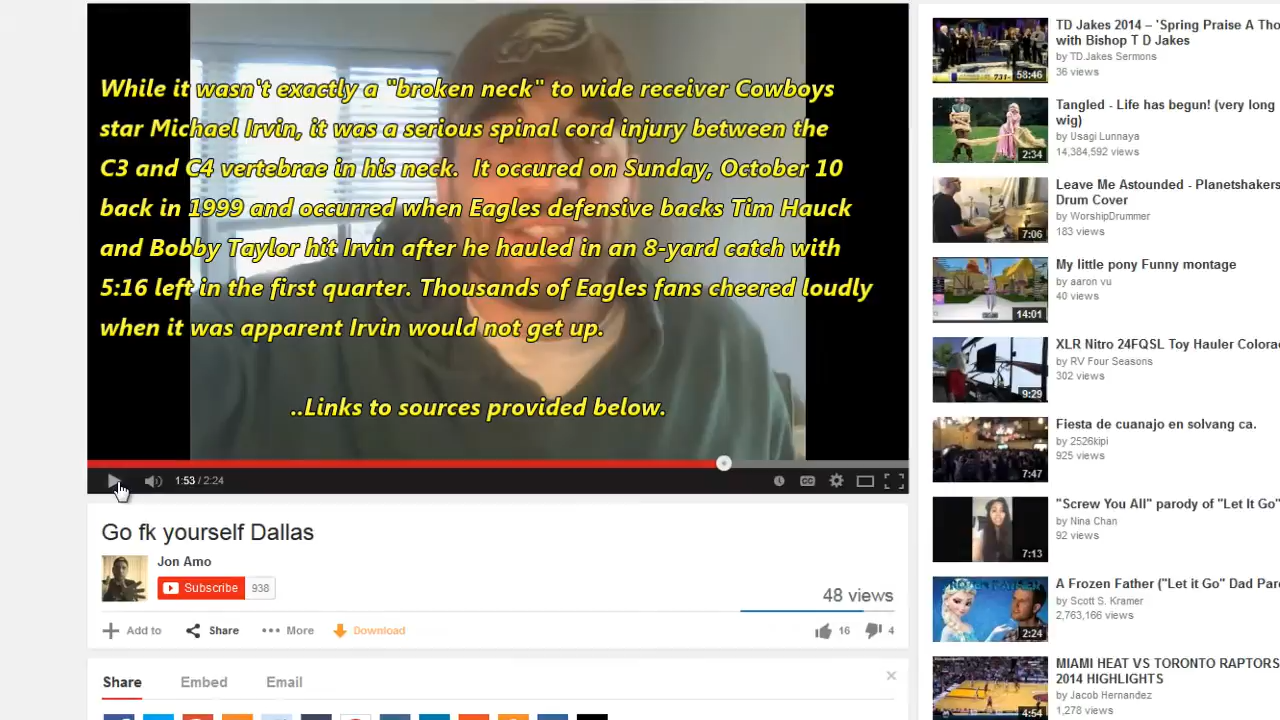 While it wasn't exactly a "broken neck" to wide receiver Cowboys
star Michael Irvin, it was a serious spinal cord injury between the
C3 and C4 vertebrae in his neck.  It occured on Sunday, October 10
back in 1999 and occurred when Eagles defensive backs Tim Hauck
and Bobby Taylor hit Irvin after he hauled in an 8-yard catch with
5:16 left in the first quarter. Thousands of Eagles fans cheered loudly
when it was apparent Irvin would not get up.
..Links to sources provided below.
1:53 / 2:24
CC
Go fk yourself Dallas
Jon Amo
Subscribe 938
48 views
Add to Share More Download 16 4
Share Embed Email
TD Jakes 2014 – 'Spring Praise A Tho
with Bishop T D Jakes
by TD.Jakes Sermons
36 views
58:46
Tangled - Life has begun! (very long
wig)
by Usagi Lunnaya
14,384,592 views
2:34
Leave Me Astounded - Planetshakers
Drum Cover
by WorshipDrummer
183 views
7:06
My little pony Funny montage
by aaron vu
40 views
14:01
XLR Nitro 24FQSL Toy Hauler Colora
by RV Four Seasons
302 views
9:29
Fiesta de cuanajo en solvang ca.
by 2526kipi
925 views
7:47
"Screw You All" parody of "Let It Go"
by Nina Chan
92 views
7:13
A Frozen Father ("Let it Go" Dad Par
by Scott S. Kramer
2,763,166 views
2:24
MIAMI HEAT VS TORONTO RAPTORS
2014 HIGHLIGHTS
by Jacob Hernandez
1,278 views
4:54